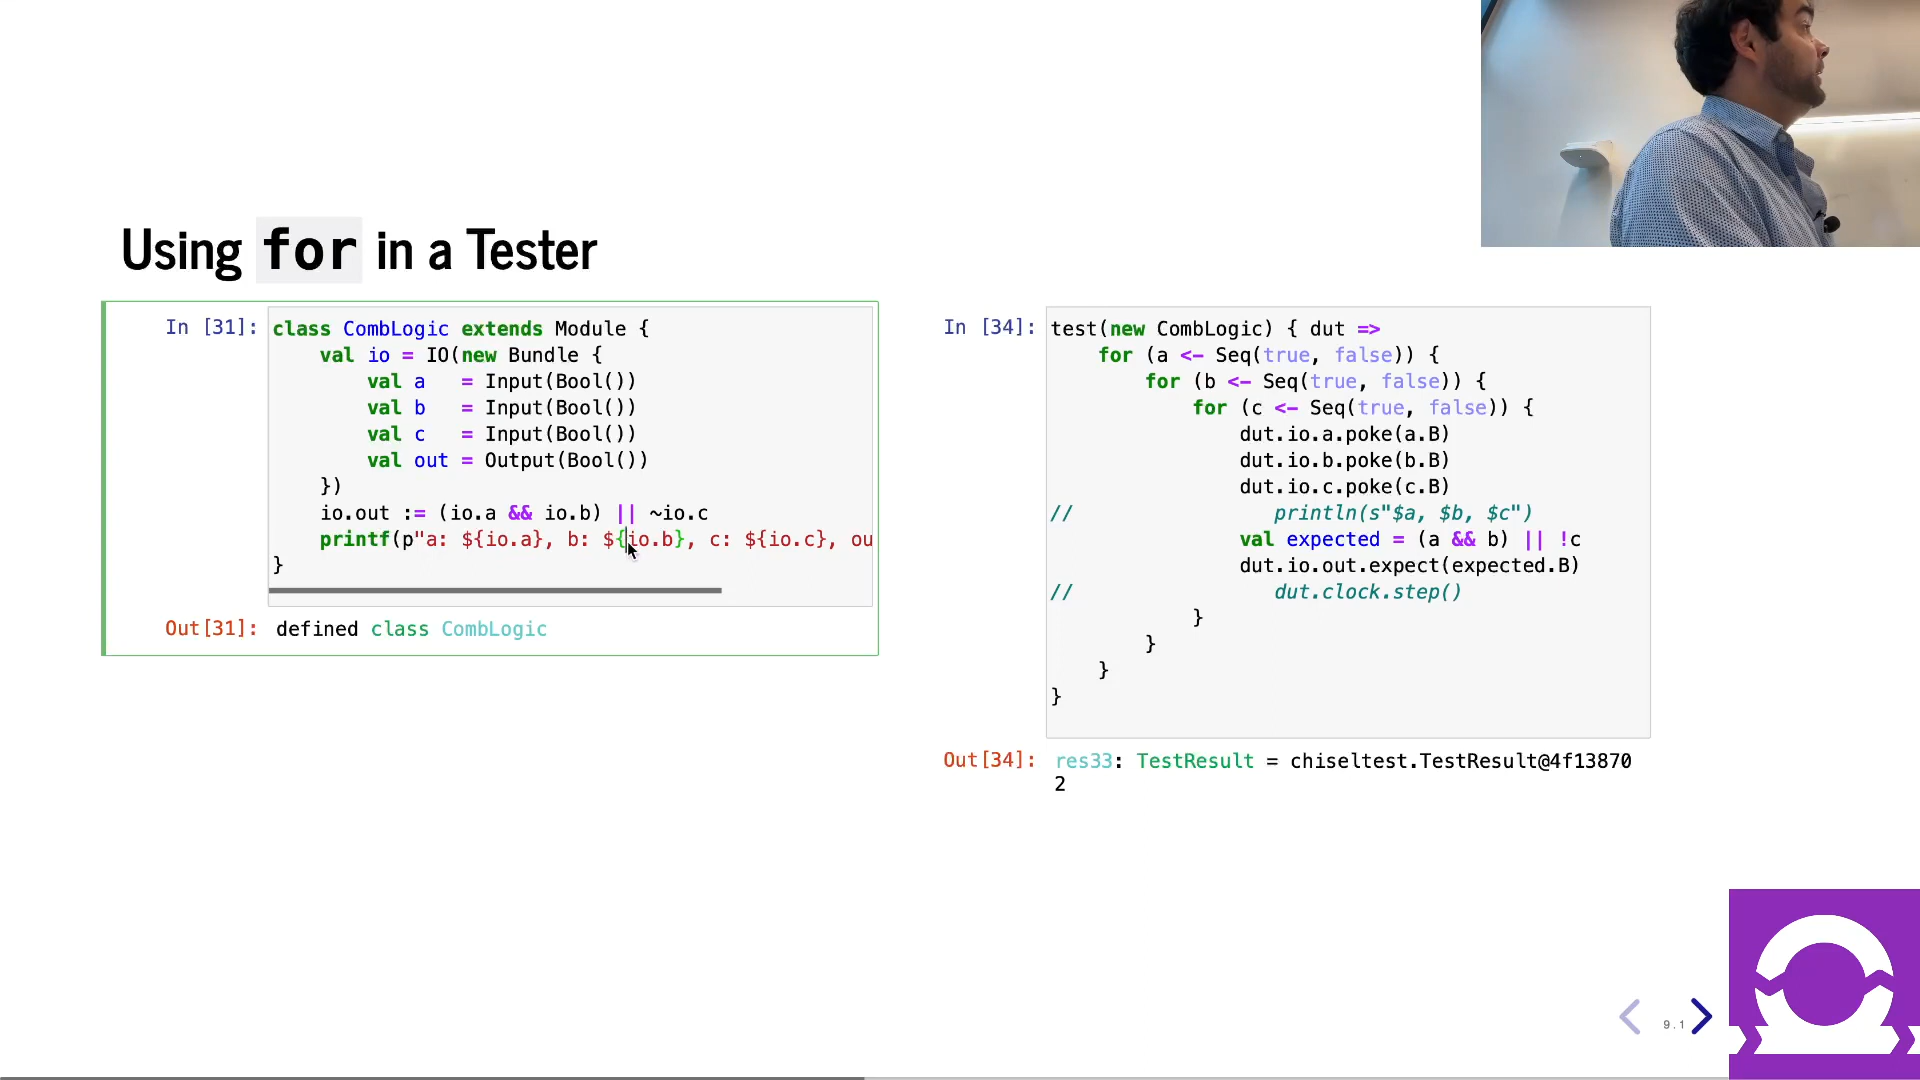 Using for in a Tester
In [31]:
class CombLogic extends Module {
    val io = IO(new Bundle {
        val a   = Input(Bool())
        val b   = Input(Bool())
        val c   = Input(Bool())
        val out = Output(Bool())
    })
    io.out := (io.a && io.b) || ~io.c
    printf(p"a: ${io.a}, b: ${io.b}, c: ${io.c}, ou
}
Out[31]: defined class CombLogic
In [34]:
test(new CombLogic) { dut =>
    for (a <- Seq(true, false)) {
        for (b <- Seq(true, false)) {
            for (c <- Seq(true, false)) {
                dut.io.a.poke(a.B)
                dut.io.b.poke(b.B)
                dut.io.c.poke(c.B)
//                 println(s"$a, $b, $c")
                val expected = (a && b) || !c
                dut.io.out.expect(expected.B)
//                 dut.clock.step()
            }
        }
    }
}
Out[34]: res33: TestResult = chiseltest.TestResult@4f13870
2
9.1